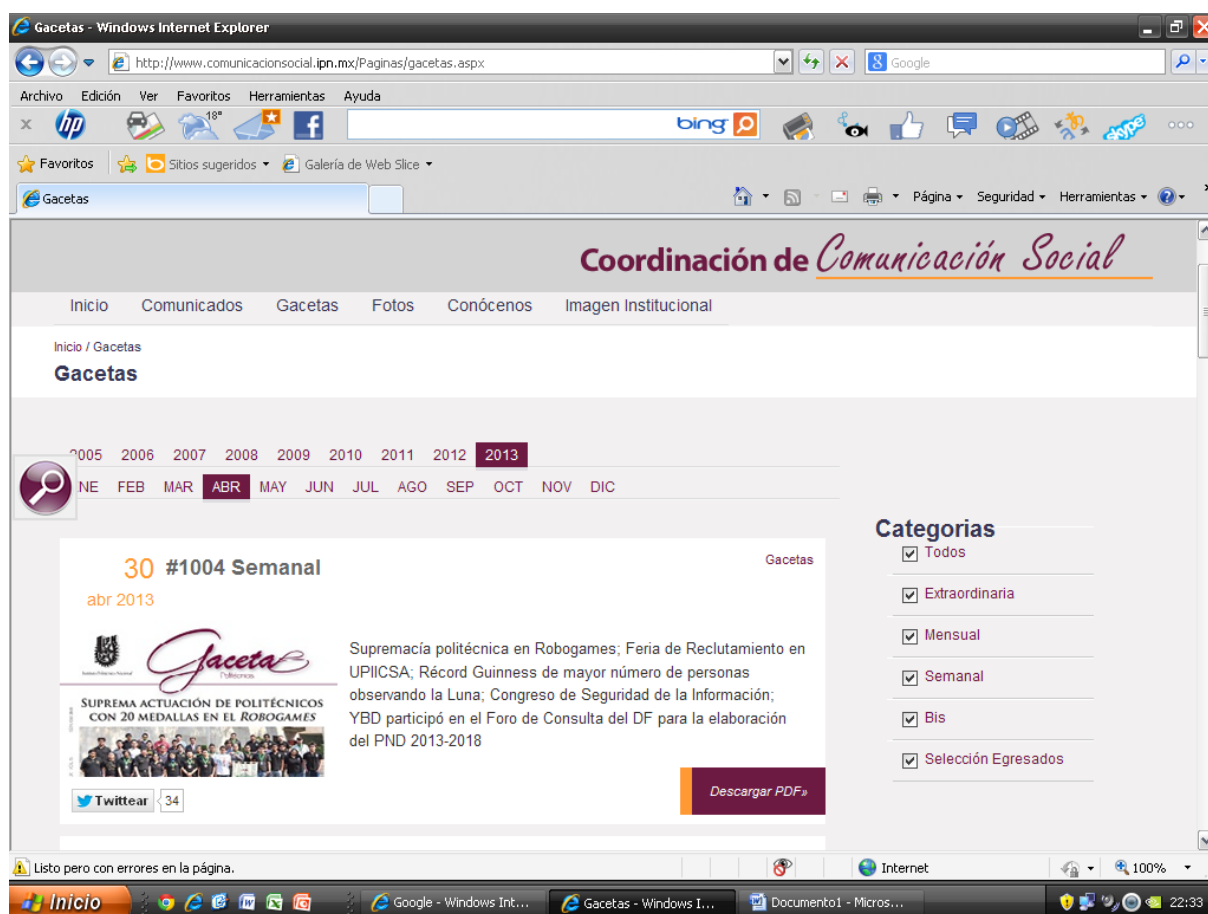 Gacetas - Windows Internet Explorer
http://www.comunicacionsocial.ipn.mx/Paginas/gacetas.aspx
Google
Archivo Edición Ver Favoritos Herramientas Ayuda
hp
18°
bing
skype
Favoritos Sitios sugeridos Galería de Web Slice
Gacetas
Página Seguridad Herramientas
Coordinación de Comunicación Social
Inicio Comunicados Gacetas Fotos Conócenos Imagen Institucional
Inicio / Gacetas
Gacetas
2005 2006 2007 2008 2009 2010 2011 2012 2013
NE FEB MAR ABR MAY JUN JUL AGO SEP OCT NOV DIC
30 #1004 Semanal
abr 2013
Gacetas
Gaceta
Politécnica
SUPREMA ACTUACIÓN DE POLITÉCNICOS
CON 20 MEDALLAS EN EL ROBOGAMES
Supremacía politécnica en Robogames; Feria de Reclutamiento en
UPIICSA; Récord Guinness de mayor número de personas
observando la Luna; Congreso de Seguridad de la Información;
YBD participó en el Foro de Consulta del DF para la elaboración
del PND 2013-2018
Twittear 34
Descargar PDF»
Categorias
Todos
Extraordinaria
Mensual
Semanal
Bis
Selección Egresados
Listo pero con errores en la página.
Internet
100%
Inicio
Google - Windows Int...
Gacetas - Windows I...
Documento1 - Micros...
22:33